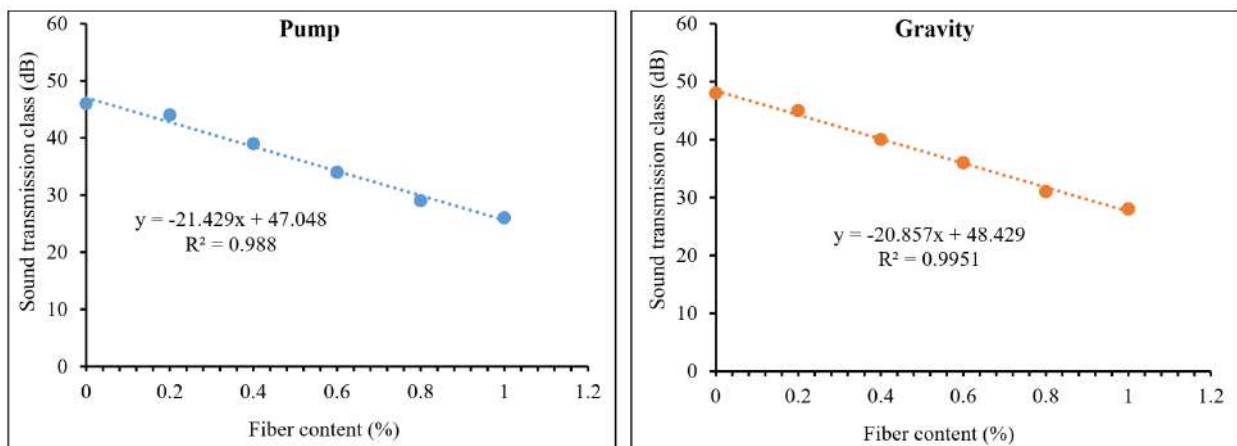 Pump
Sound transmission class (dB)
60
50
40
30
20
10
0
y = -21.429x + 47.048
R² = 0.988
0 0.2 0.4 0.6 0.8 1 1.2
Fiber content (%)
Gravity
Sound transmission class (dB)
60
50
40
30
20
10
0
y = -20.857x + 48.429
R² = 0.9951
0 0.2 0.4 0.6 0.8 1 1.2
Fiber content (%)